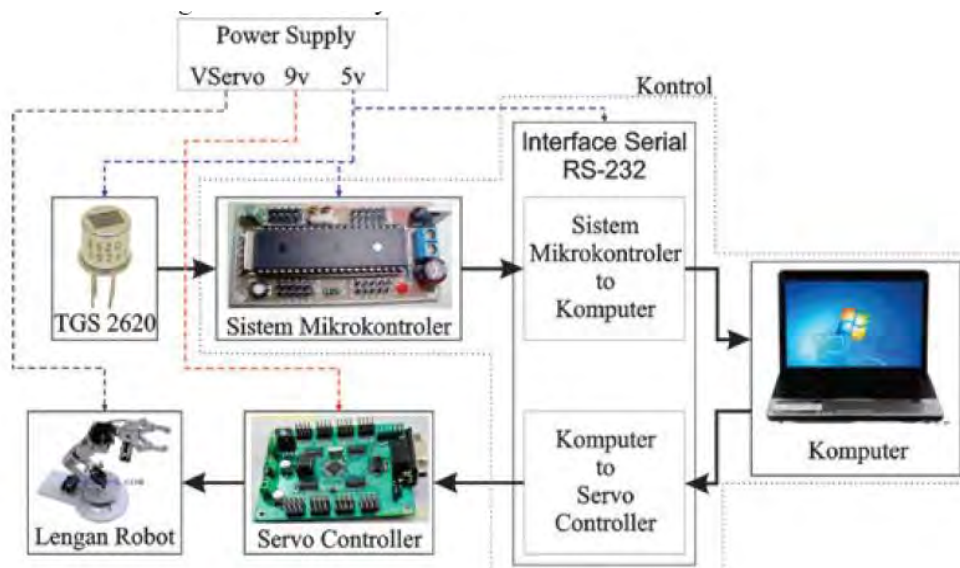 Power Supply
VServo 9v 5v
Kontrol
Interface Serial
RS-232
Sistem
Mikrokontroler
to
Komputer
TGS 2620
Sistem Mikrokontroler
Komputer
Komputer
to
Servo
Controller
Lengan Robot
Servo Controller